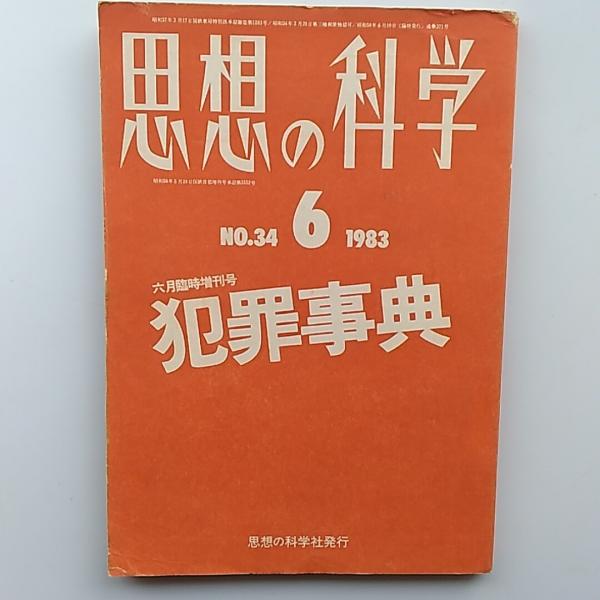 思想の科学
NO.34 6 1983
六月臨時増刊号
犯罪事典
思想の科学社発行